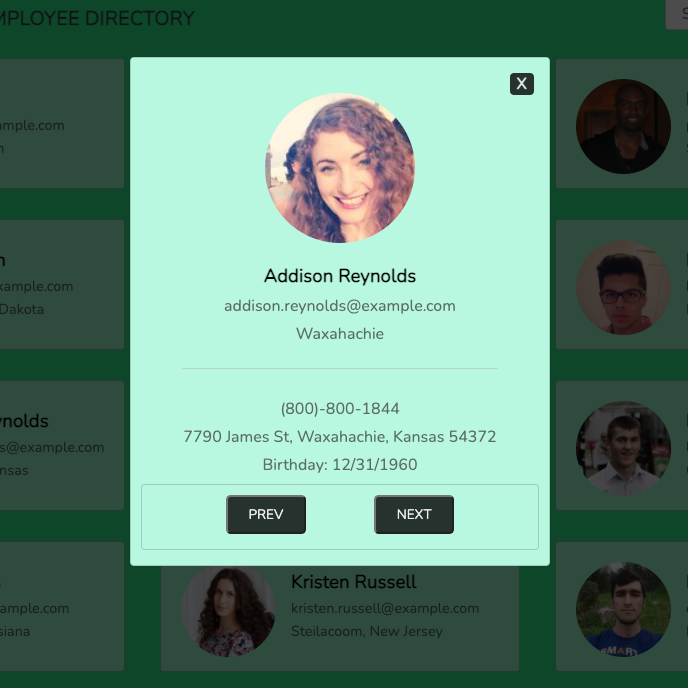 MPLOYEE DIRECTORY
S
X
ample.com
Addison Reynolds
addison.reynolds@example.com
Waxahachie
xample.com
Dakota
(800)-800-1844
7790 James St, Waxahachie, Kansas 54372
Birthday: 12/31/1960
ynolds
s@example.com
nsas
PREV
NEXT
ample.com
siana
Kristen Russell
kristen.russell@example.com
Steilacoom, New Jersey